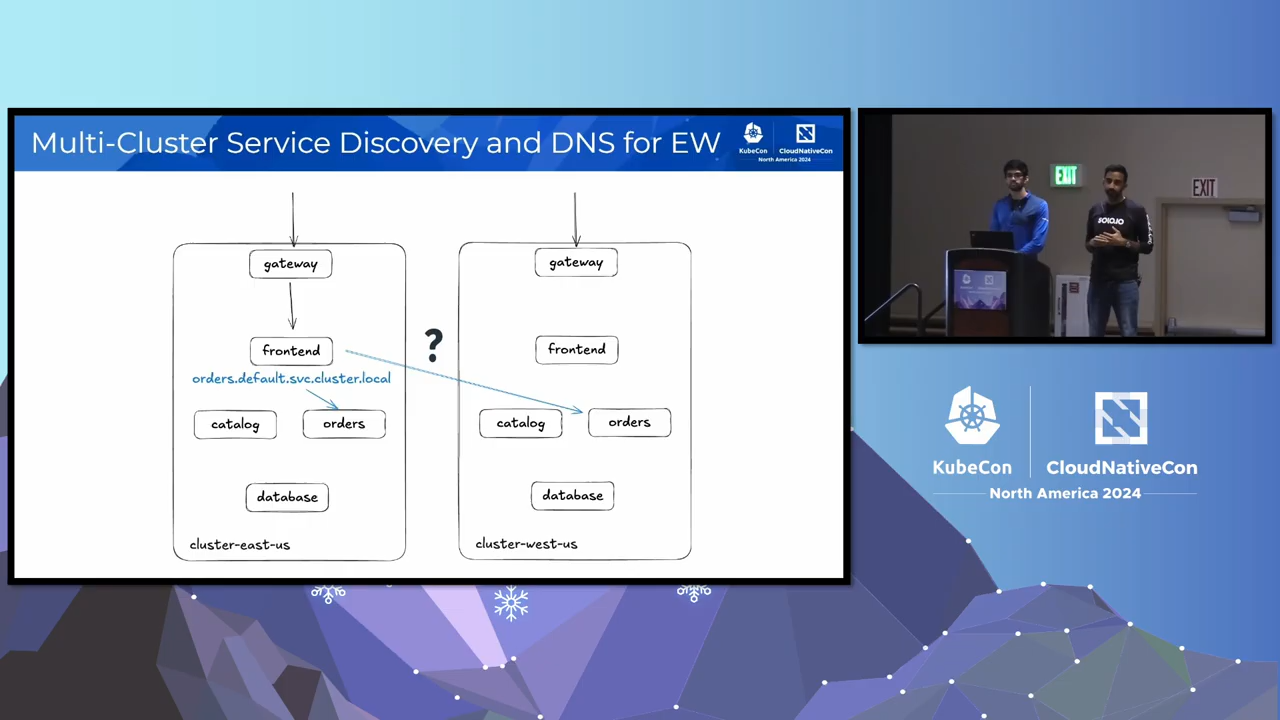 Multi-Cluster Service Discovery and DNS for EW
KubeCon
CloudNativeCon
North America 2024
gateway
gateway
?
frontend
frontend
orders.default.svc.cluster.local
catalog
orders
catalog
orders
database
database
cluster-east-us
cluster-west-us
EXIT
EXIT
SOLO.IO
KubeCon
CloudNativeCon
North America 2024